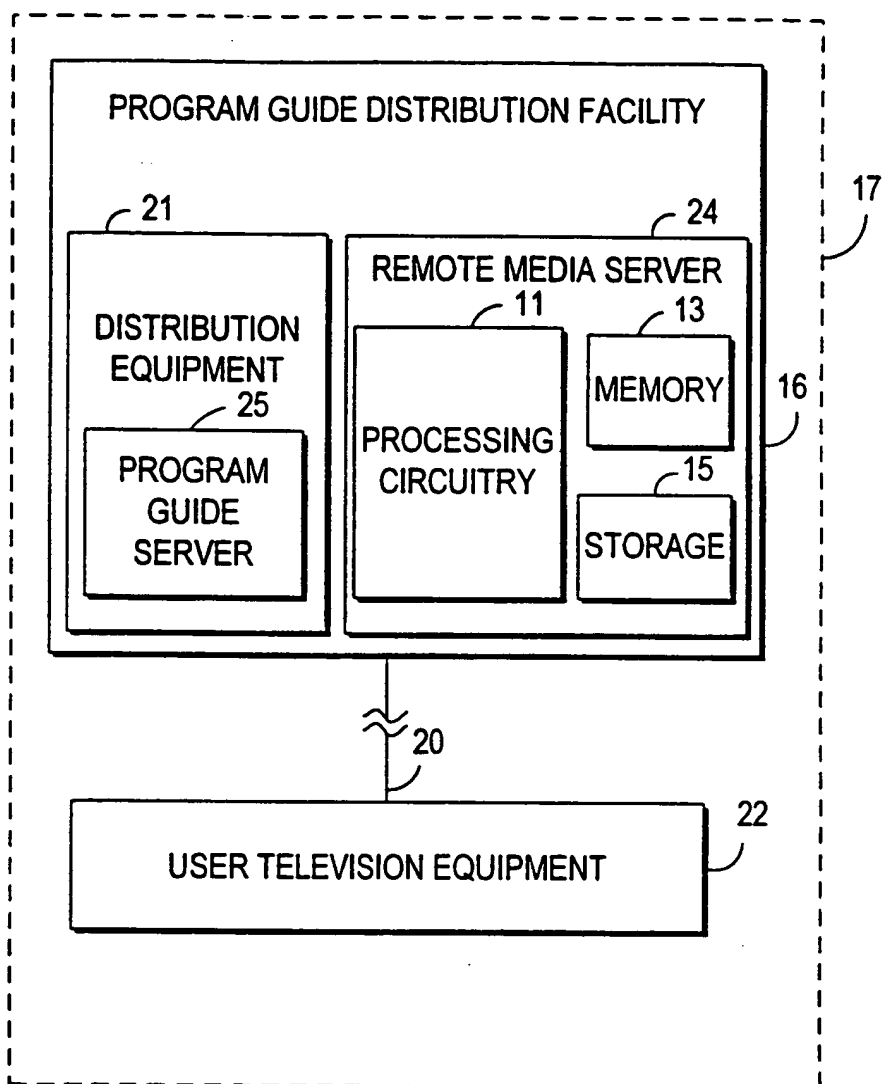 PROGRAM GUIDE DISTRIBUTION FACILITY
17
21
24
DISTRIBUTION
EQUIPMENT
REMOTE MEDIA SERVER
11
13
25
PROGRAM
GUIDE
SERVER
PROCESSING
CIRCUITRY
MEMORY
16
15
STORAGE
20
22
USER TELEVISION EQUIPMENT